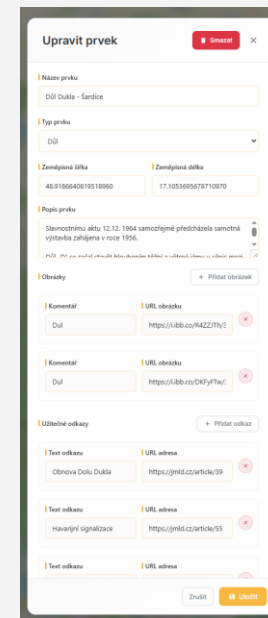 Upravit prvek
Smazat
Název prvku
Důl Dukla - Šardice
Typ prvku
Důl
Zeměpisná šířka Zeměpisná délka
48.9186640819518960 17.1053695678710970
Popis prvku
Slavnostnímu aktu 12.12. 1964 samozřejmě předcházela samotná
výstavba zahájena v roce 1956.
Obrázky + Přidat obrázek
Komentář URL obrázku
Dul https://i.ibb.co/R4ZZJTh/
Komentář URL obrázku
Dul https://i.ibb.co/DKFyFTw/
Užitečné odkazy + Přidat odkaz
Text odkazu URL adresa
Obnova Dolu Dukla https://jmld.cz/article/39
Text odkazu URL adresa
Havarijní signalizace https://jmld.cz/article/55
Text odkazu URL adresa
Zrušit Uložit